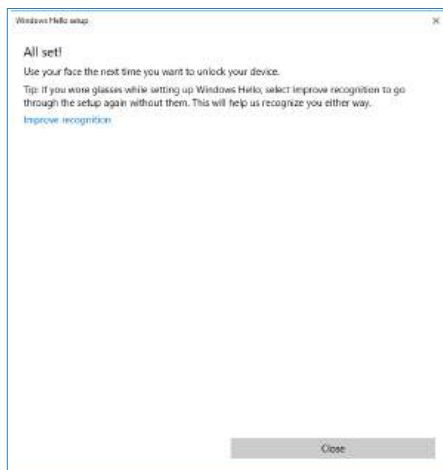 Windows Hello setup
All set!
Use your face the next time you want to unlock your device.
Tip: If you wore glasses while setting up Windows Hello, select Improve recognition to go
through the setup again without them. This will help us recognize you either way.
Improve recognition
Close